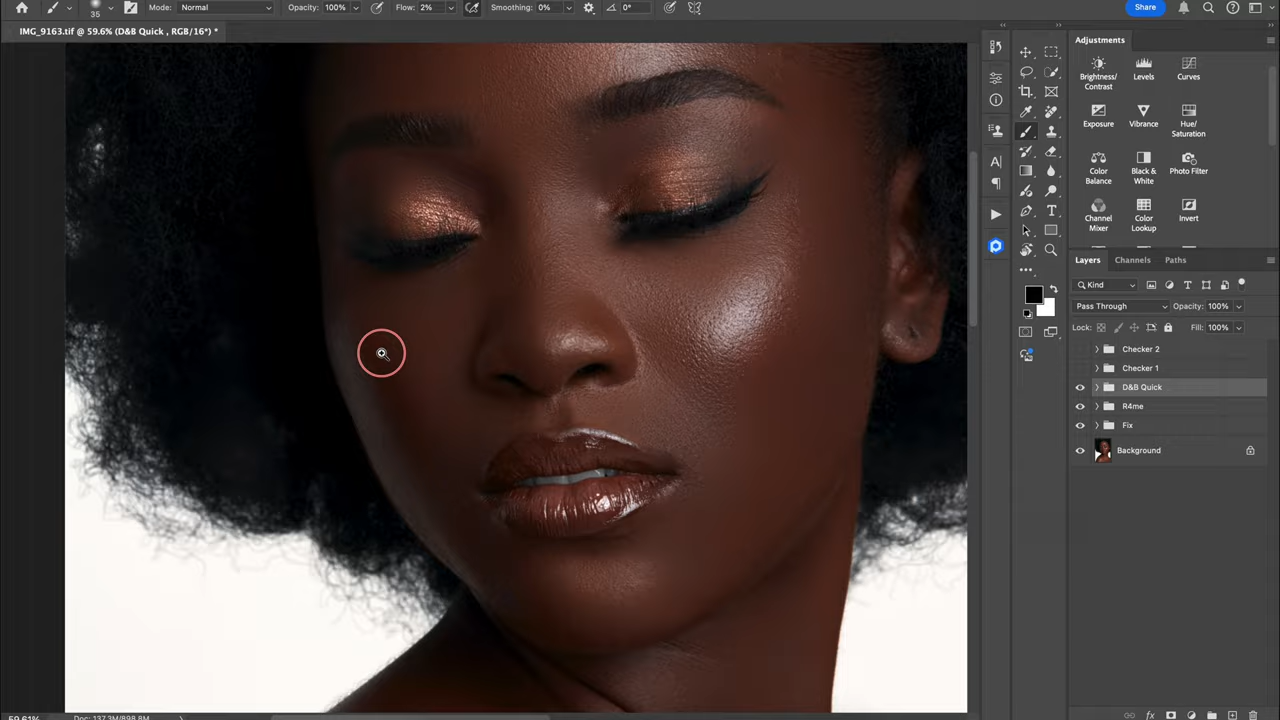 Mode: Normal Opacity: 100% Flow: 2% Smoothing: 0% 0° Share
35
IMG_9163.tif @ 59.6% (D&B Quick , RGB/16*) *
Adjustments
Brightness/
Contrast
Levels
Curves
Exposure
Vibrance
Hue/
Saturation
Color
Balance
Black &
White
Photo Filter
Channel
Mixer
Color
Lookup
Invert
Layers Channels Paths
Kind
Pass Through Opacity: 100%
Lock: Fill: 100%
Checker 2
Checker 1
D&B Quick
R4me
Fix
Background
59.61% Doc: 137.3M/898.8M